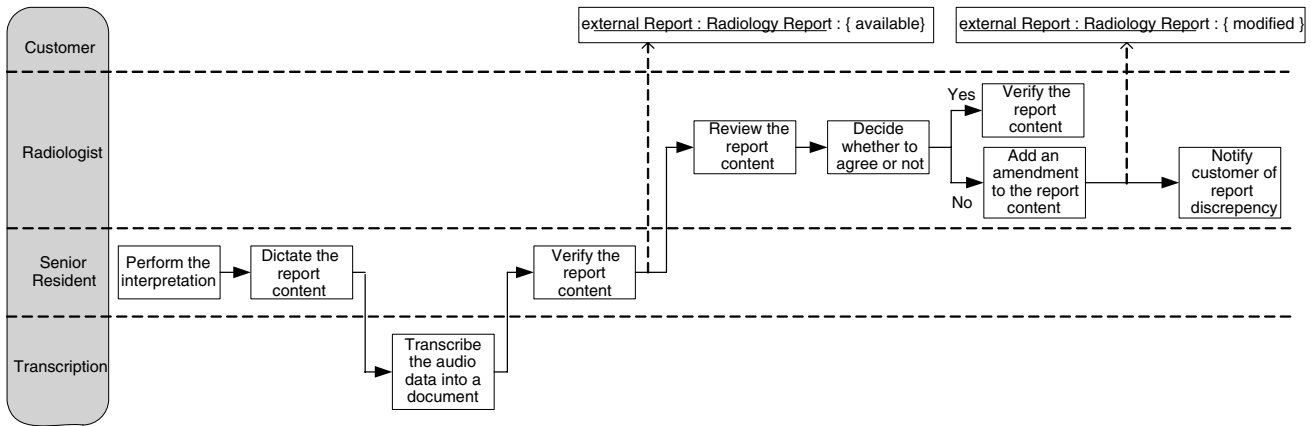 Customer
external Report : Radiology Report : { available}
external Report : Radiology Report : { modified }
Radiologist
Review the
report
content
Decide
whether to
agree or not
Yes
Verify the
report
content
No
Add an
amendment
to the report
content
Notify
customer of
report
discrepency
Senior
Resident
Perform the
interpretation
Dictate the
report
content
Verify the
report
content
Transcription
Transcribe
the audio
data into a
document